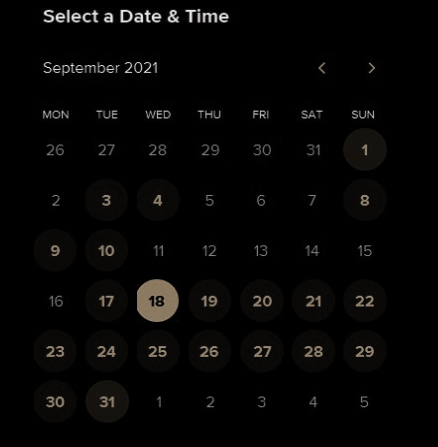 Select a Date & Time
September 2021
MON TUE WED THU FRI SAT SUN
26 27 28 29 30 31 1
2 3 4 5 6 7 8
9 10 11 12 13 14 15
16 17 18 19 20 21 22
23 24 25 26 27 28 29
30 31 1 2 3 4 5